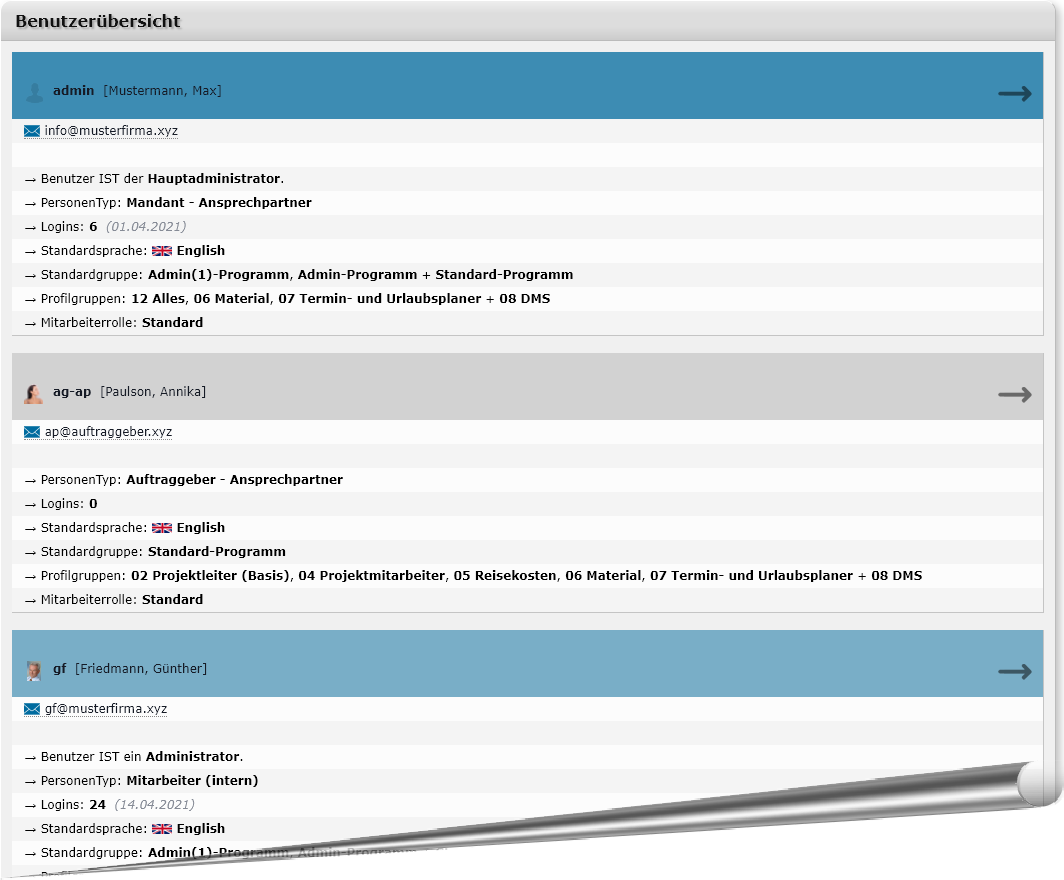 Benutzerübersicht
admin [Mustermann, Max]
info@musterfirma.xyz
→ Benutzer IST der Hauptadministrator.
→ PersonenTyp: Mandant - Ansprechpartner
→ Logins: 6 (01.04.2021)
→ Standardsprache: English
→ Standardgruppe: Admin(1)-Programm, Admin-Programm + Standard-Programm
→ Profilgruppen: 12 Alles, 06 Material, 07 Termin- und Urlaubsplaner + 08 DMS
→ Mitarbeiterrolle: Standard
ag-ap [Paulson, Annika]
ap@auftraggeber.xyz
→ PersonenTyp: Auftraggeber - Ansprechpartner
→ Logins: 0
→ Standardsprache: English
→ Standardgruppe: Standard-Programm
→ Profilgruppen: 02 Projektleiter (Basis), 04 Projektmitarbeiter, 05 Reisekosten, 06 Material, 07 Termin- und Urlaubsplaner + 08 DMS
→ Mitarbeiterrolle: Standard
gf [Friedmann, Günther]
gf@musterfirma.xyz
→ Benutzer IST ein Administrator.
→ PersonenTyp: Mitarbeiter (intern)
→ Logins: 24 (14.04.2021)
→ Standardsprache: English
→ Standardgruppe: Admin(1)-Programm, Admin-Programm